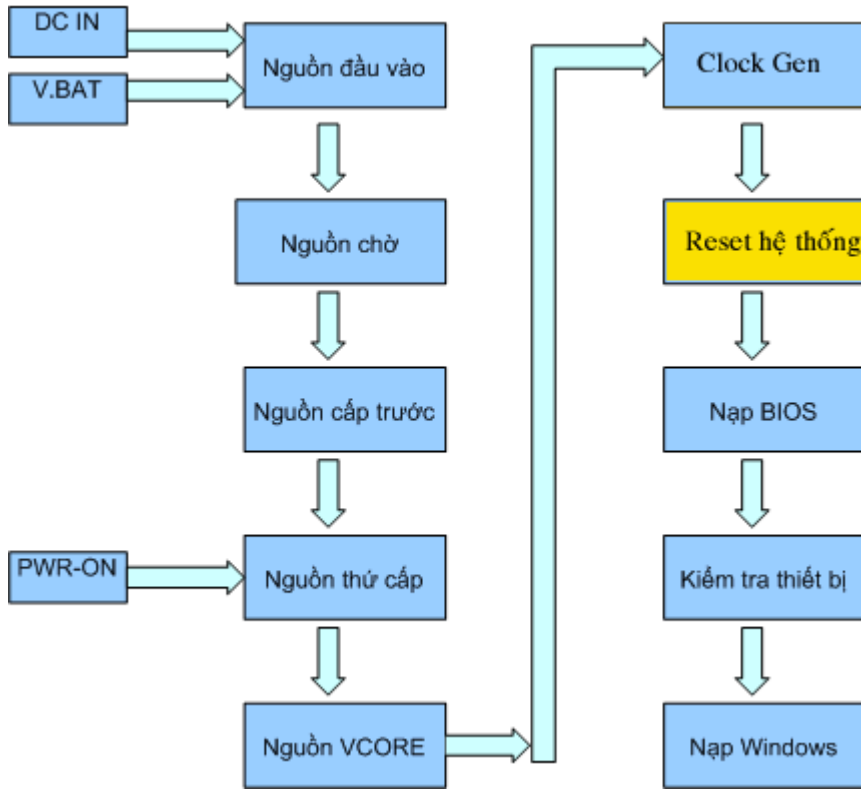 DC IN
V.BAT
Nguồn đầu vào
Nguồn chờ
Nguồn cấp trước
PWR-ON
Nguồn thứ cấp
Nguồn VCORE
Clock Gen
Reset hệ thống
Nạp BIOS
Kiểm tra thiết bị
Nạp Windows